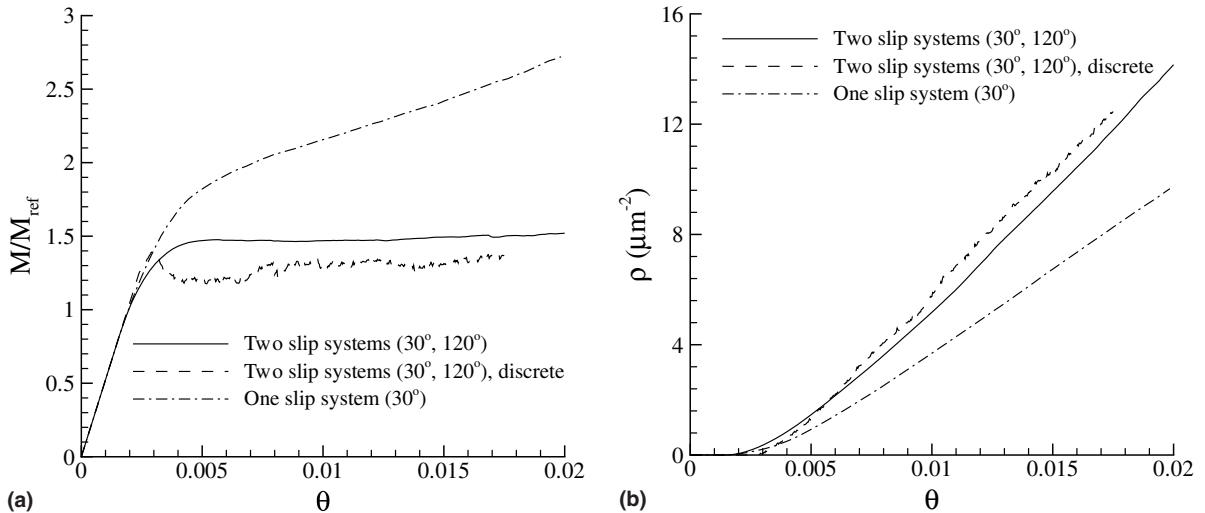 3
2.5
2
1.5
1
0.5
0
M/M_ref
Two slip systems (30°, 120°)
Two slip systems (30°, 120°), discrete
One slip system (30°)
0 0.005 0.01 0.015 0.02
θ
(a)
16
12
8
4
0
ρ (μm⁻²)
Two slip systems (30°, 120°)
Two slip systems (30°, 120°), discrete
One slip system (30°)
0 0.005 0.01 0.015 0.02
θ
(b)